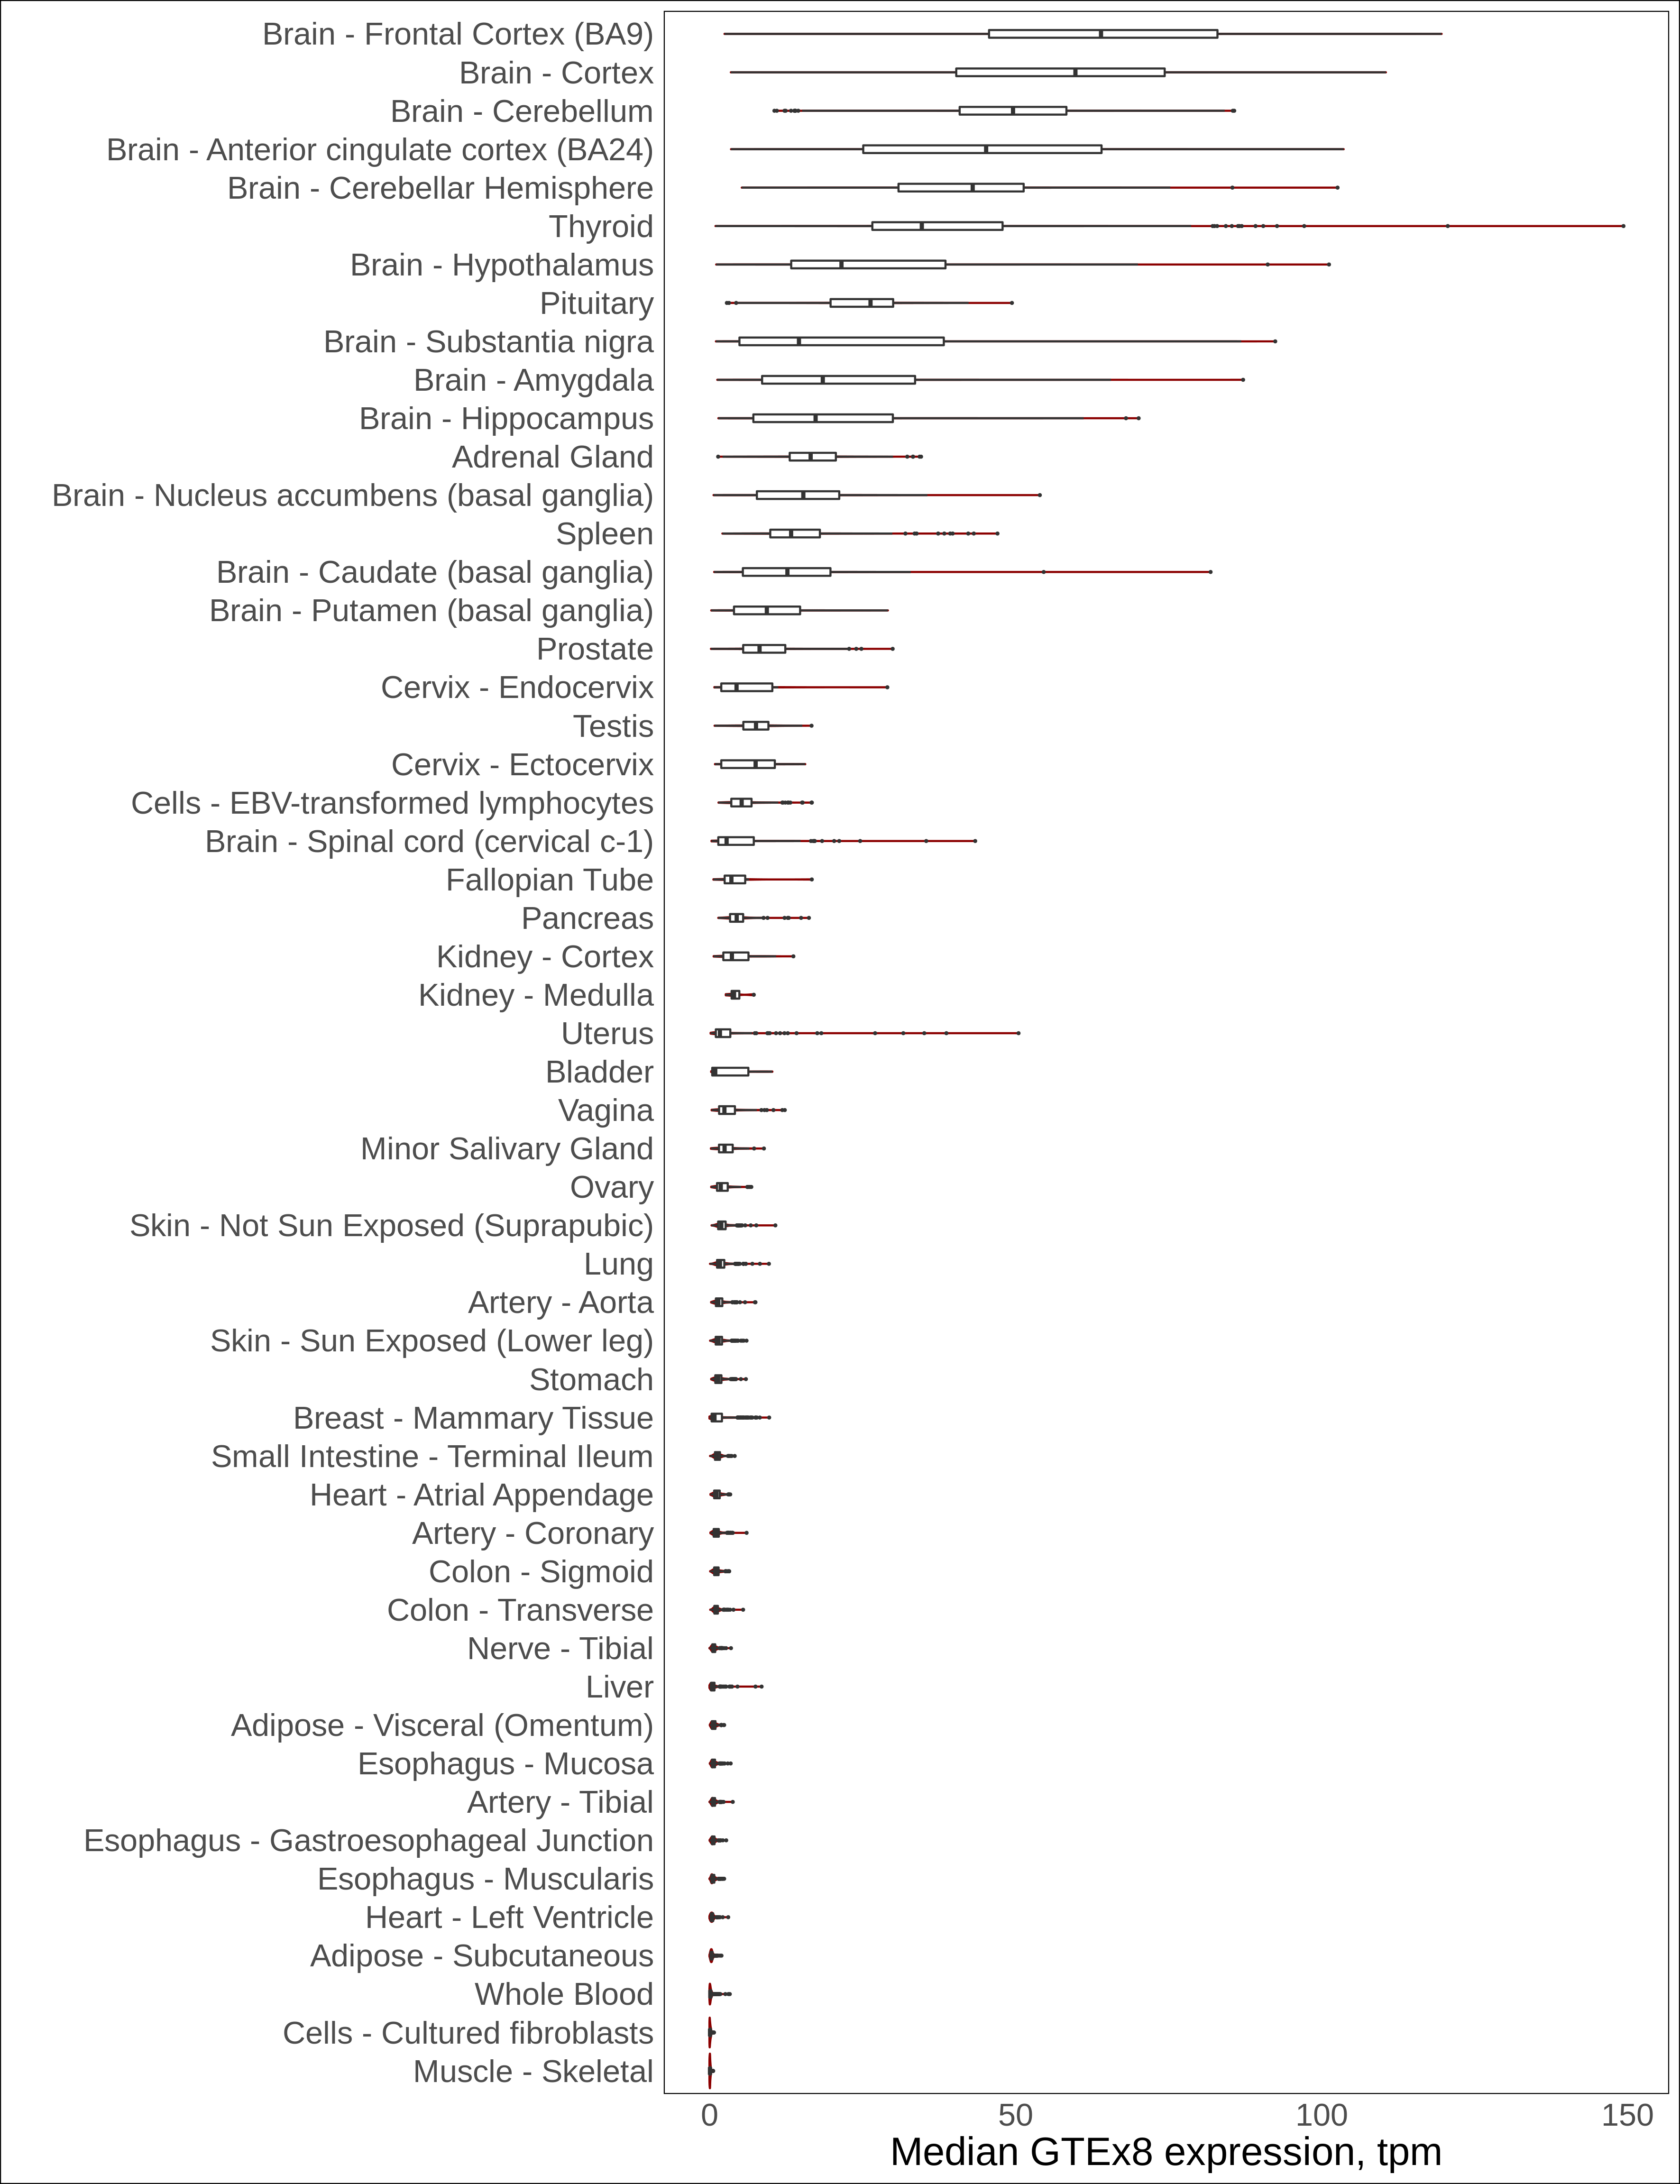 Brain - Frontal Cortex (BA9)
Brain - Cortex
Brain - Cerebellum
Brain - Anterior cingulate cortex (BA24)
Brain - Cerebellar Hemisphere
Thyroid
Brain - Hypothalamus
Pituitary
Brain - Substantia nigra
Brain - Amygdala
Brain - Hippocampus
Adrenal Gland
Brain - Nucleus accumbens (basal ganglia)
Spleen
Brain - Caudate (basal ganglia)
Brain - Putamen (basal ganglia)
Prostate
Cervix - Endocervix
Testis
Cervix - Ectocervix
Cells - EBV-transformed lymphocytes
Brain - Spinal cord (cervical c-1)
Fallopian Tube
Pancreas
Kidney - Cortex
Kidney - Medulla
Uterus
Bladder
Vagina
Minor Salivary Gland
Ovary
Skin - Not Sun Exposed (Suprapubic)
Lung
Artery - Aorta
Skin - Sun Exposed (Lower leg)
Stomach
Breast - Mammary Tissue
Small Intestine - Terminal Ileum
Heart - Atrial Appendage
Artery - Coronary
Colon - Sigmoid
Colon - Transverse
Nerve - Tibial
Liver
Adipose - Visceral (Omentum)
Esophagus - Mucosa
Artery - Tibial
Esophagus - Gastroesophageal Junction
Esophagus - Muscularis
Heart - Left Ventricle
Adipose - Subcutaneous
Whole Blood
Cells - Cultured fibroblasts
Muscle - Skeletal
0 50 100 150
Median GTEx8 expression, tpm